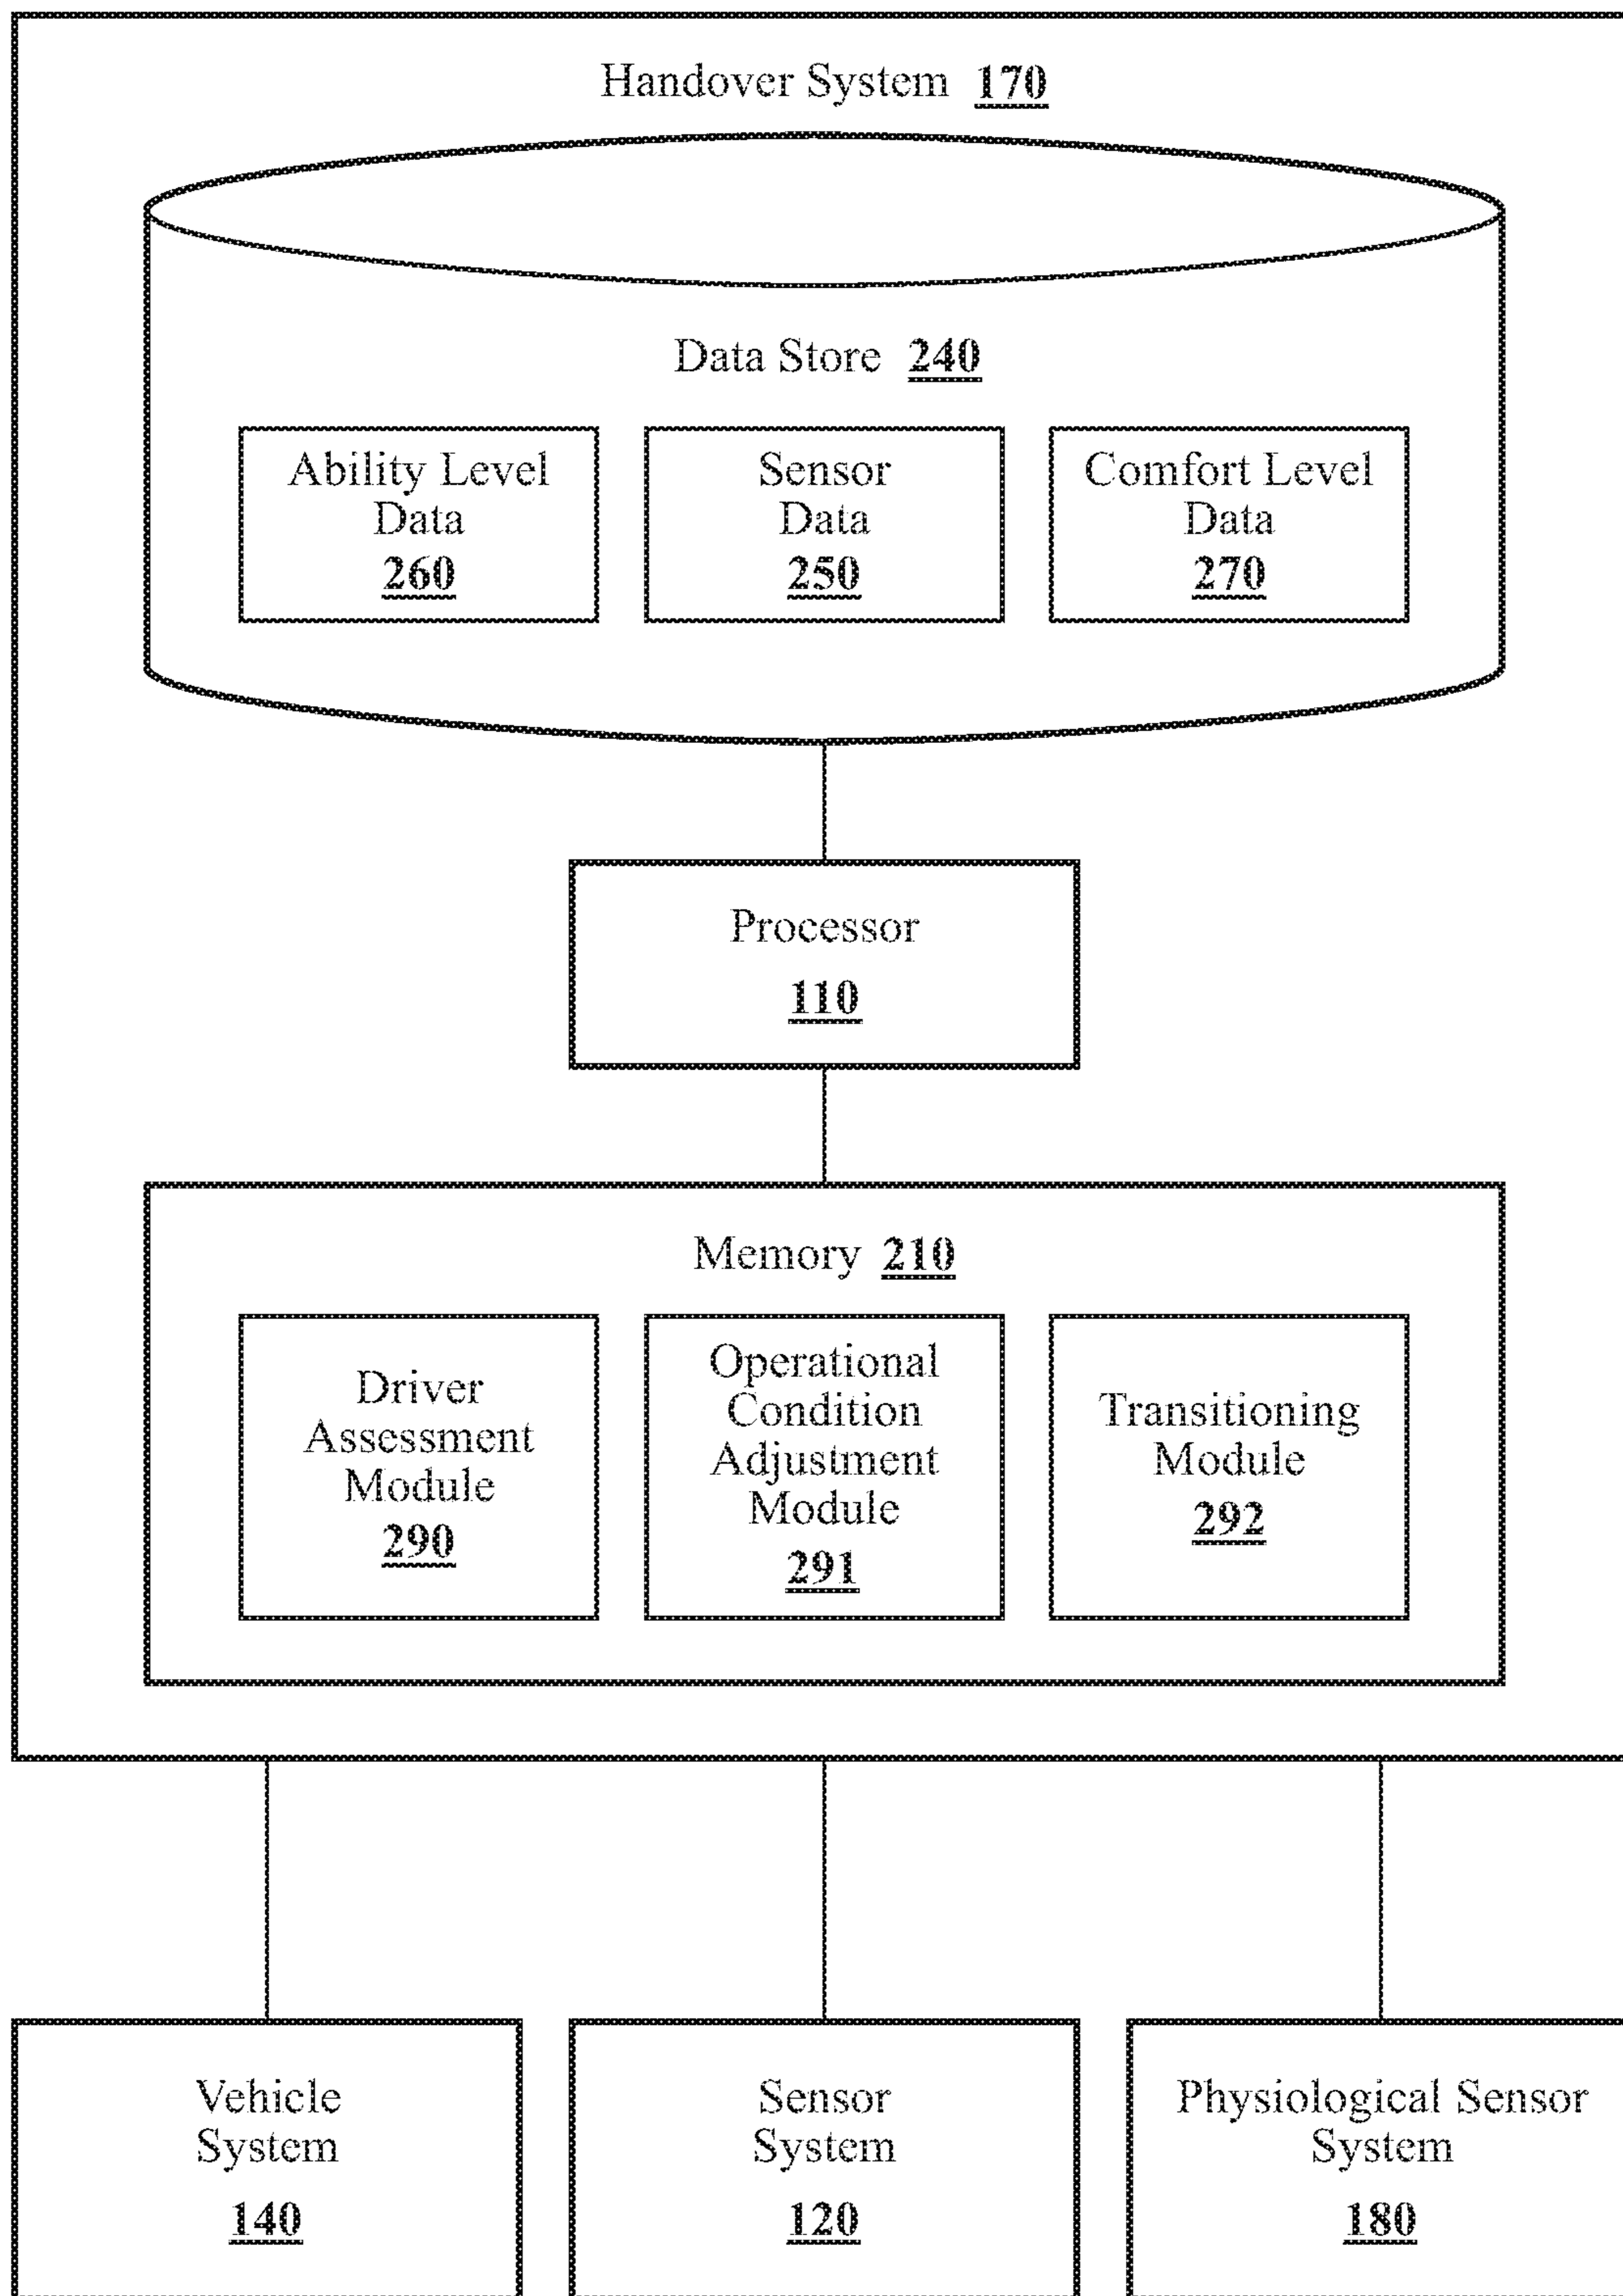 Handover System 170
Data Store 240
Ability Level
Data
260
Sensor
Data
250
Comfort Level
Data
270
Processor
110
Memory 210
Driver
Assessment
Module
290
Operational
Condition
Adjustment
Module
291
Transitioning
Module
292
Vehicle
System
140
Sensor
System
120
Physiological Sensor
System
180